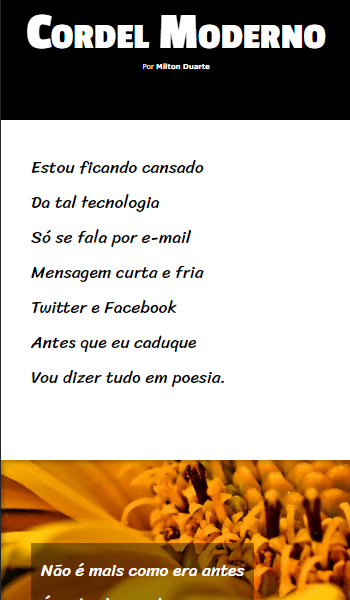 Cordel Moderno
Por Milton Duarte
Estou ficando cansado
Da tal tecnologia
Só se fala por e-mail
Mensagem curta e fria
Twitter e Facebook
Antes que eu caduque
Vou dizer tudo em poesia.
Não é mais como era antes